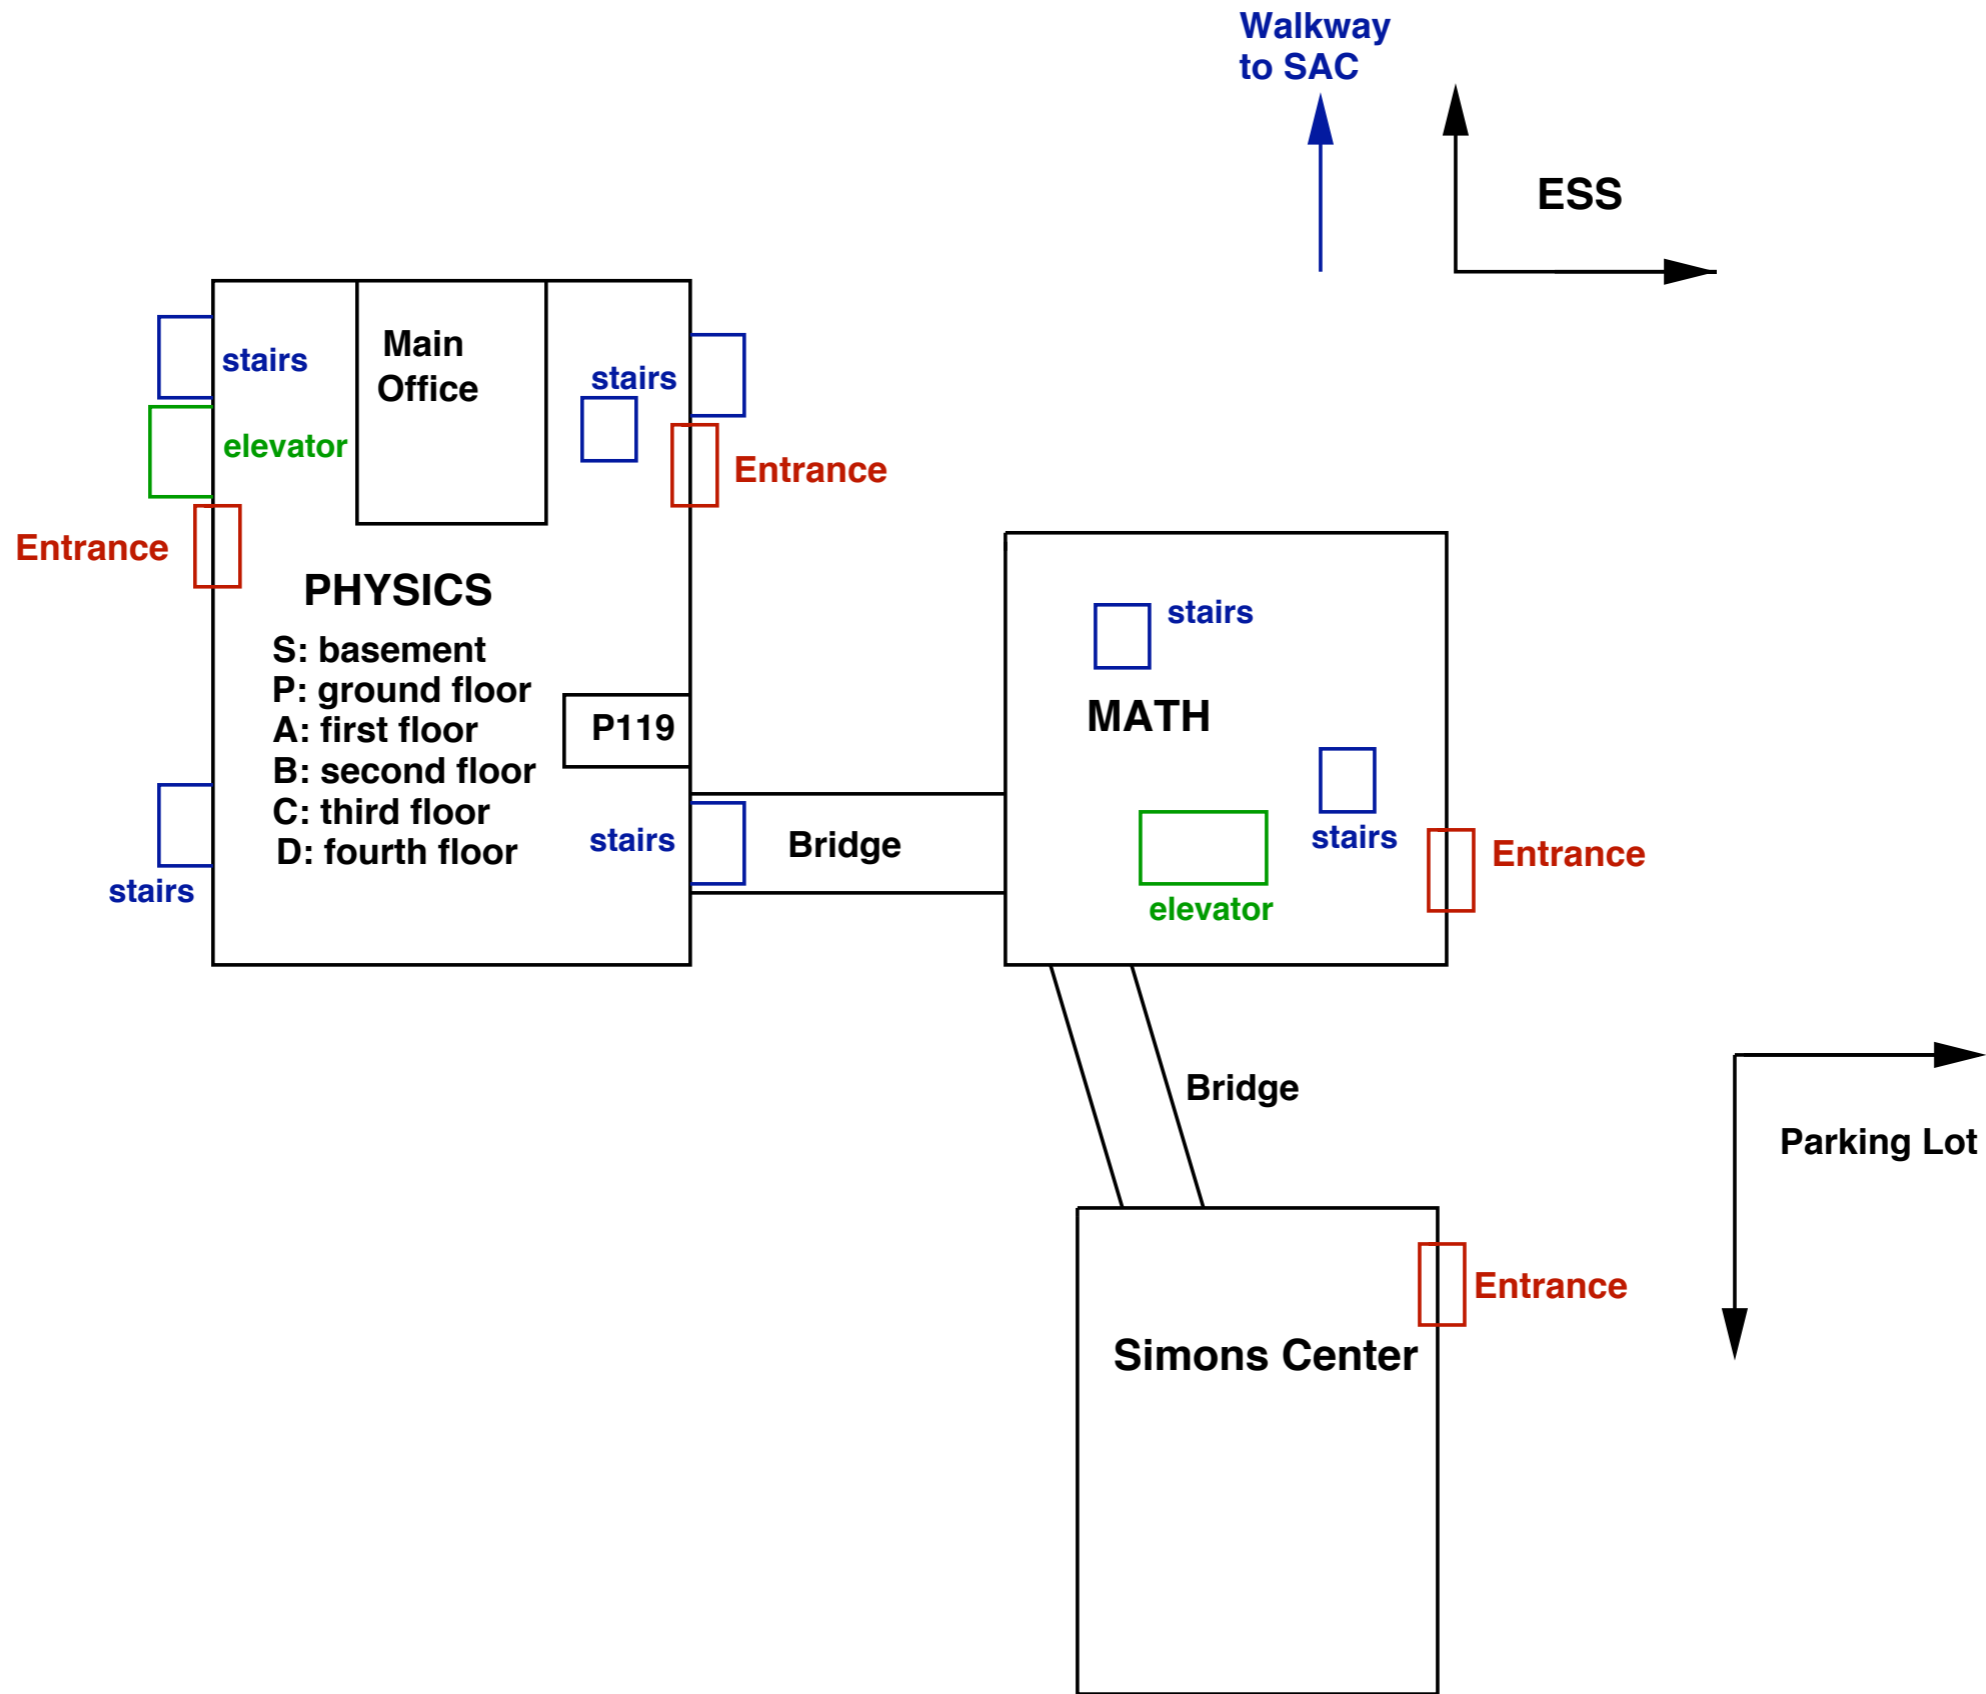 Walkway
to SAC
ESS
Main
Office
stairs
stairs
elevator
Entrance
Entrance
PHYSICS
S: basement
P: ground floor
A: first floor
B: second floor
C: third floor
D: fourth floor
P119
stairs
stairs
Bridge
stairs
MATH
stairs
elevator
Entrance
Bridge
Parking Lot
Entrance
Simons Center